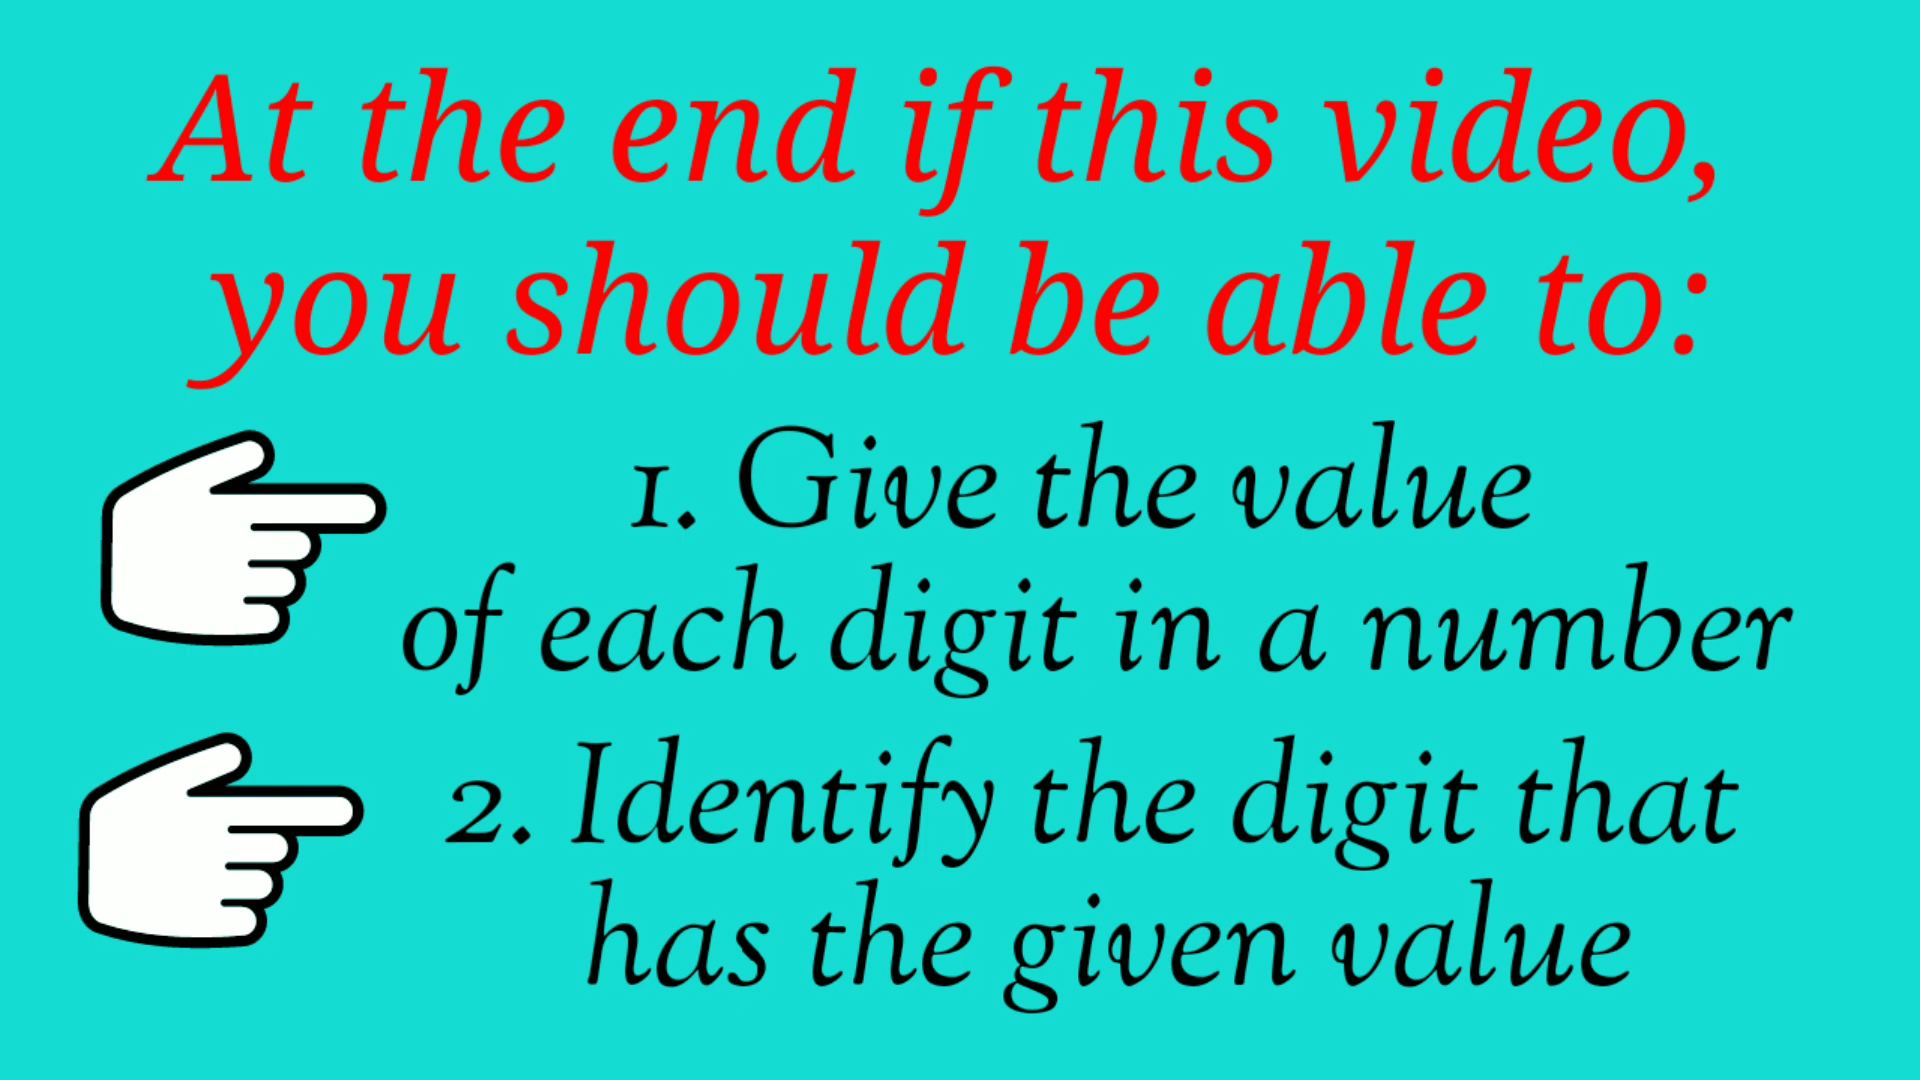 At the end if this video,
you should be able to:
1. Give the value
of each digit in a number
2. Identify the digit that
has the given value